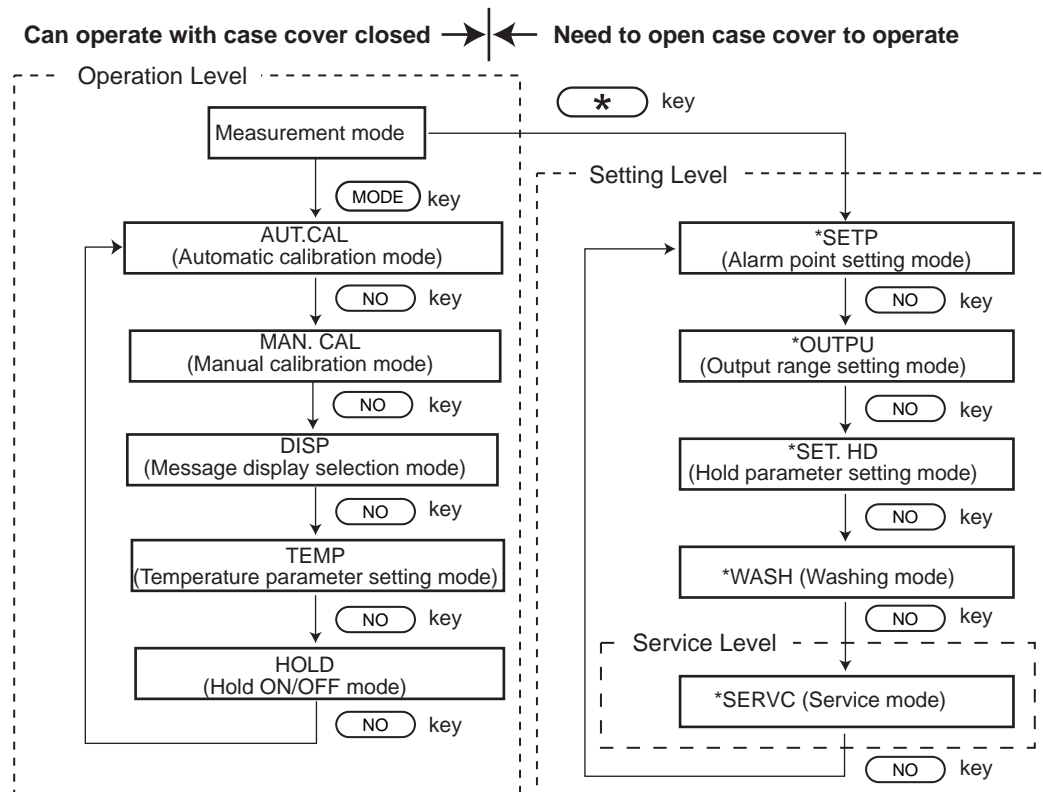 Can operate with case cover closed
Need to open case cover to operate
Operation Level
* key
Measurement mode
MODE key
Setting Level
AUT.CAL
(Automatic calibration mode)
NO key
MAN. CAL
(Manual calibration mode)
NO key
DISP
(Message display selection mode)
NO key
TEMP
(Temperature parameter setting mode)
NO key
HOLD
(Hold ON/OFF mode)
NO key
*SETP
(Alarm point setting mode)
NO key
*OUTPU
(Output range setting mode)
NO key
*SET. HD
(Hold parameter setting mode)
NO key
*WASH (Washing mode)
NO key
Service Level
*SERVC (Service mode)
NO key